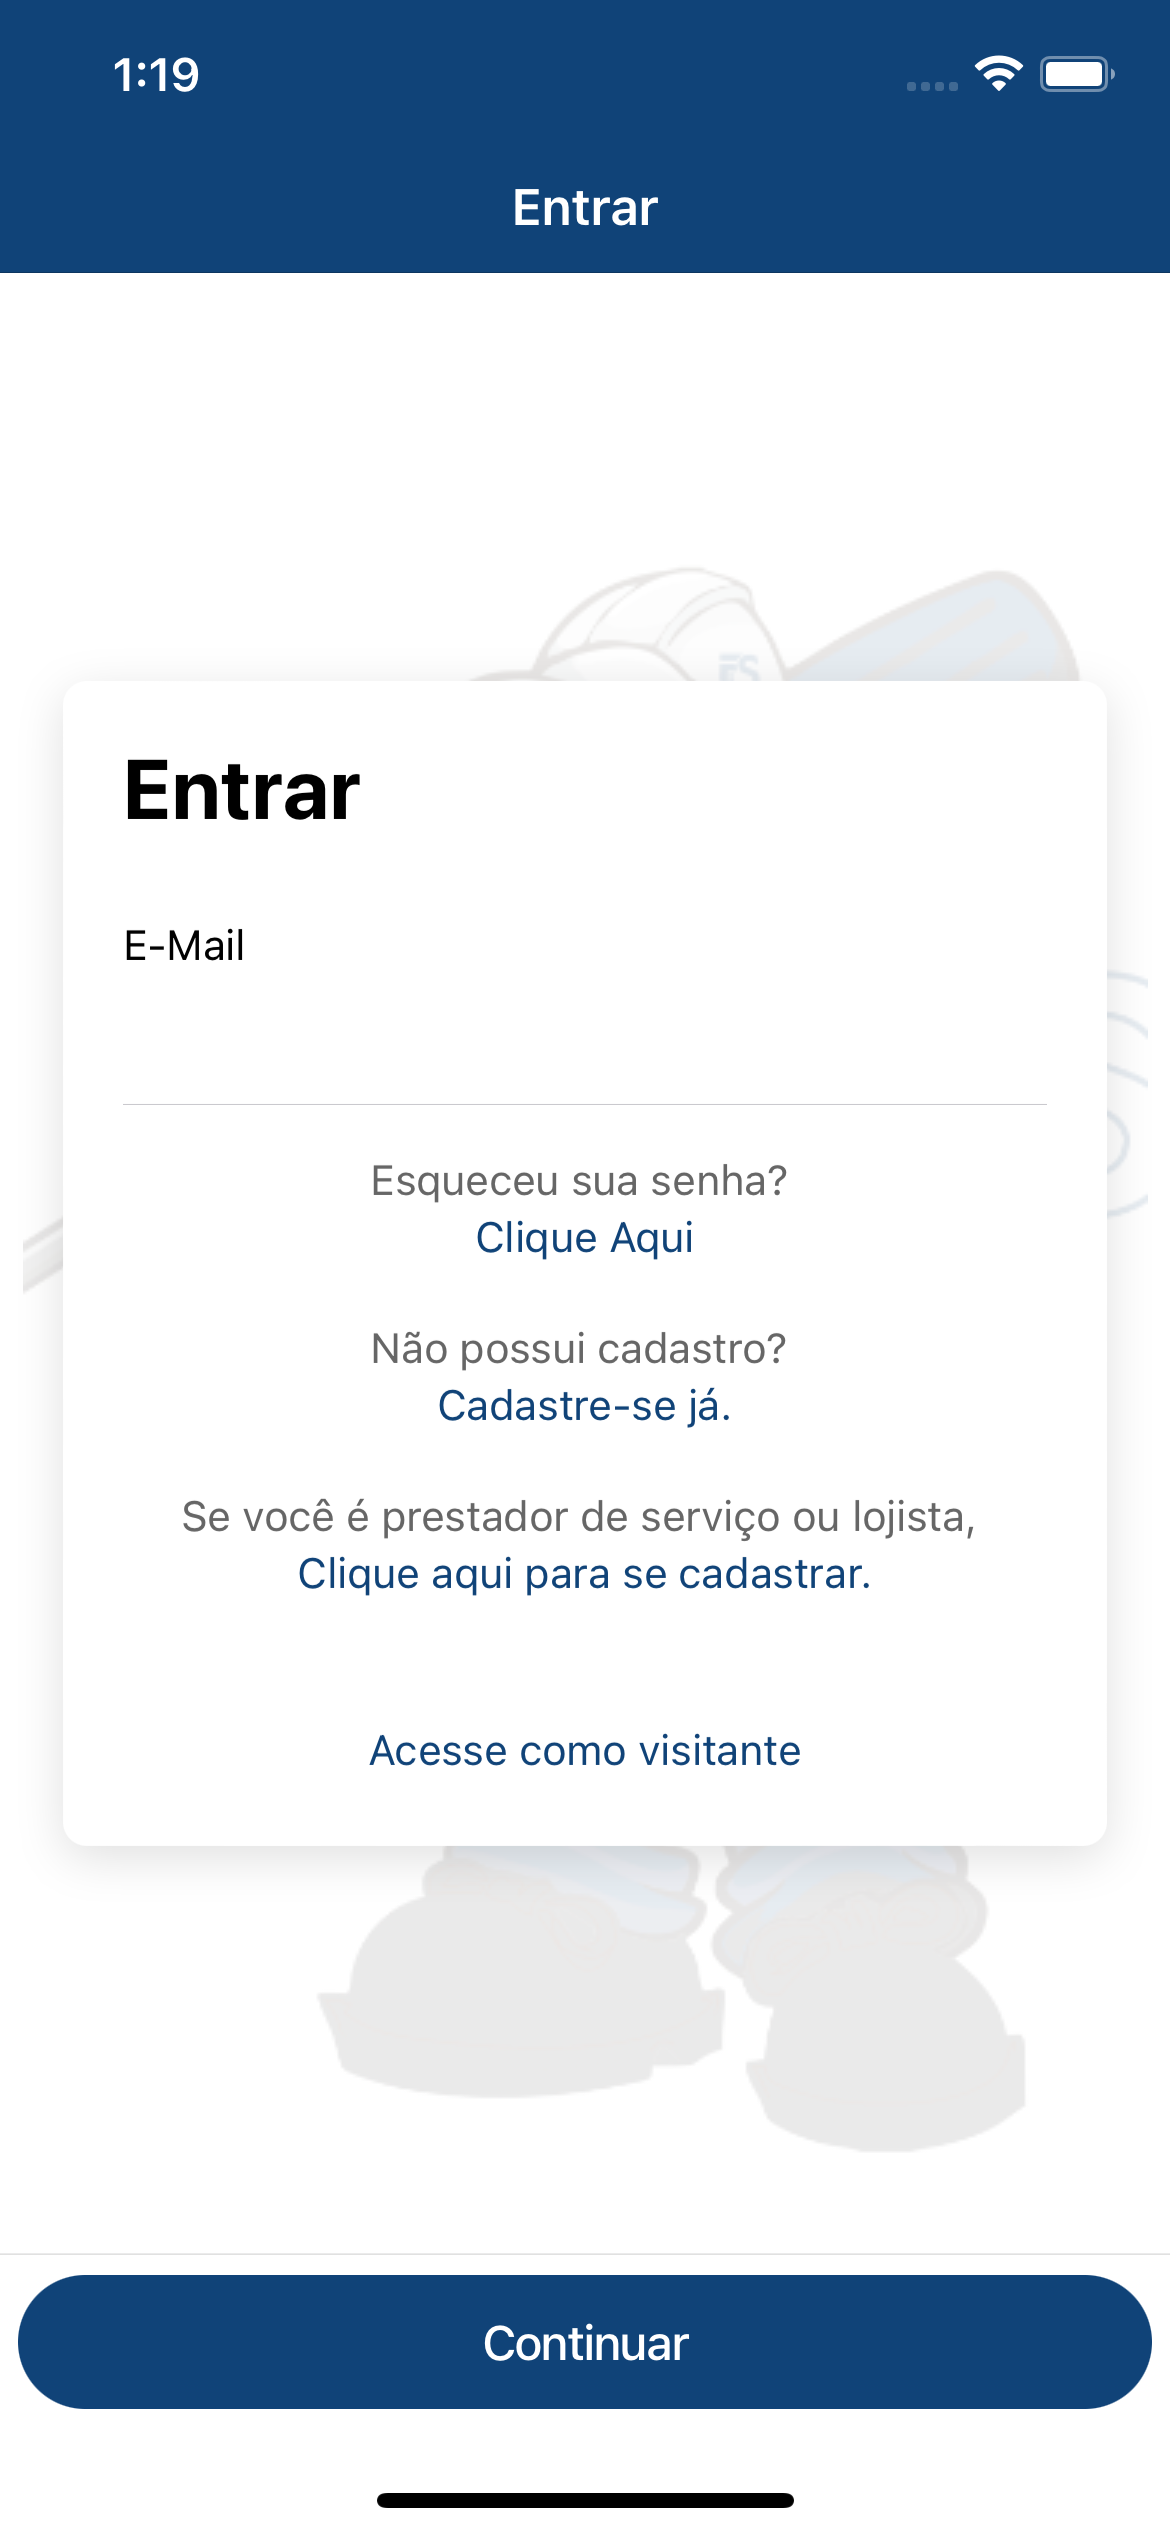 1:19
Entrar
ES
Entrar
E-Mail
Esqueceu sua senha?
Clique Aqui
Não possui cadastro?
Cadastre-se já.
Se você é prestador de serviço ou lojista,
Clique aqui para se cadastrar.
Acesse como visitante
Continuar